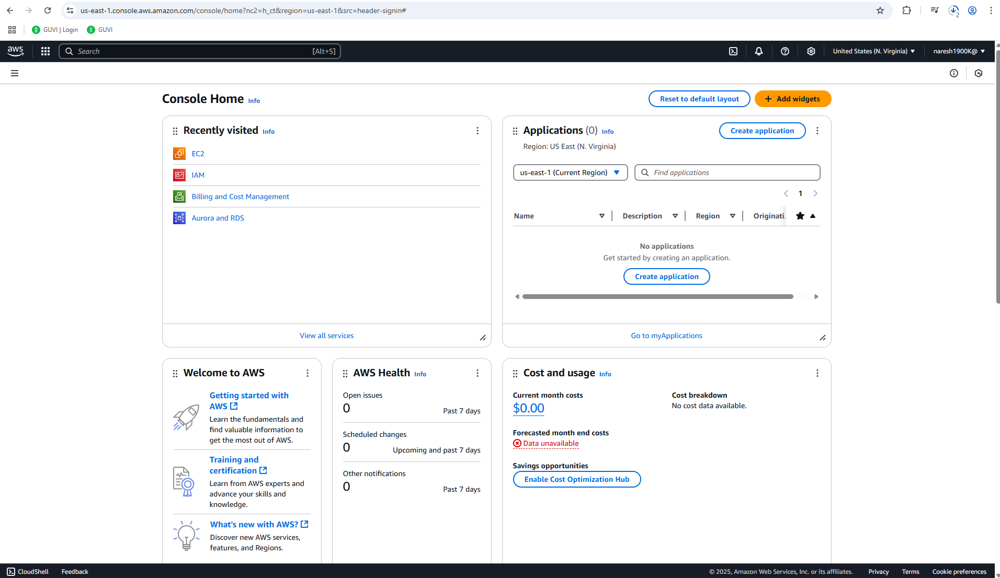 us-east-1.console.aws.amazon.com/console/home?nc2=h_ct&region=us-east-1&src=header-signin#
2
GUVI | Login
GUVI
aws
Search
[Alt+S]
United States (N. Virginia)
naresh1900K@
Console Home Info
Reset to default layout
Add widgets
Recently visited Info
EC2
IAM
Billing and Cost Management
Aurora and RDS
View all services
Applications (0) Info
Create application
Region: US East (N. Virginia)
us-east-1 (Current Region)
Find applications
1
Name Description Region Originati.
No applications
Get started by creating an application.
Create application
Go to myApplications
Welcome to AWS
Getting started with
AWS
Learn the fundamentals and
find valuable information to
get the most out of AWS.
Training and
certification
Learn from AWS experts and
advance your skills and
knowledge.
What's new with AWS?
Discover new AWS services,
features, and Regions.
AWS Health Info
Open issues
0
Past 7 days
Scheduled changes
0
Upcoming and past 7 days
Other notifications
0
Past 7 days
Cost and usage Info
Current month costs
$0.00
Forecasted month end costs
Data unavailable
Savings opportunities
Enable Cost Optimization Hub
Cost breakdown
No cost data available.
CloudShell
Feedback
© 2025, Amazon Web Services, Inc. or its affiliates.
Privacy
Terms
Cookie preferences